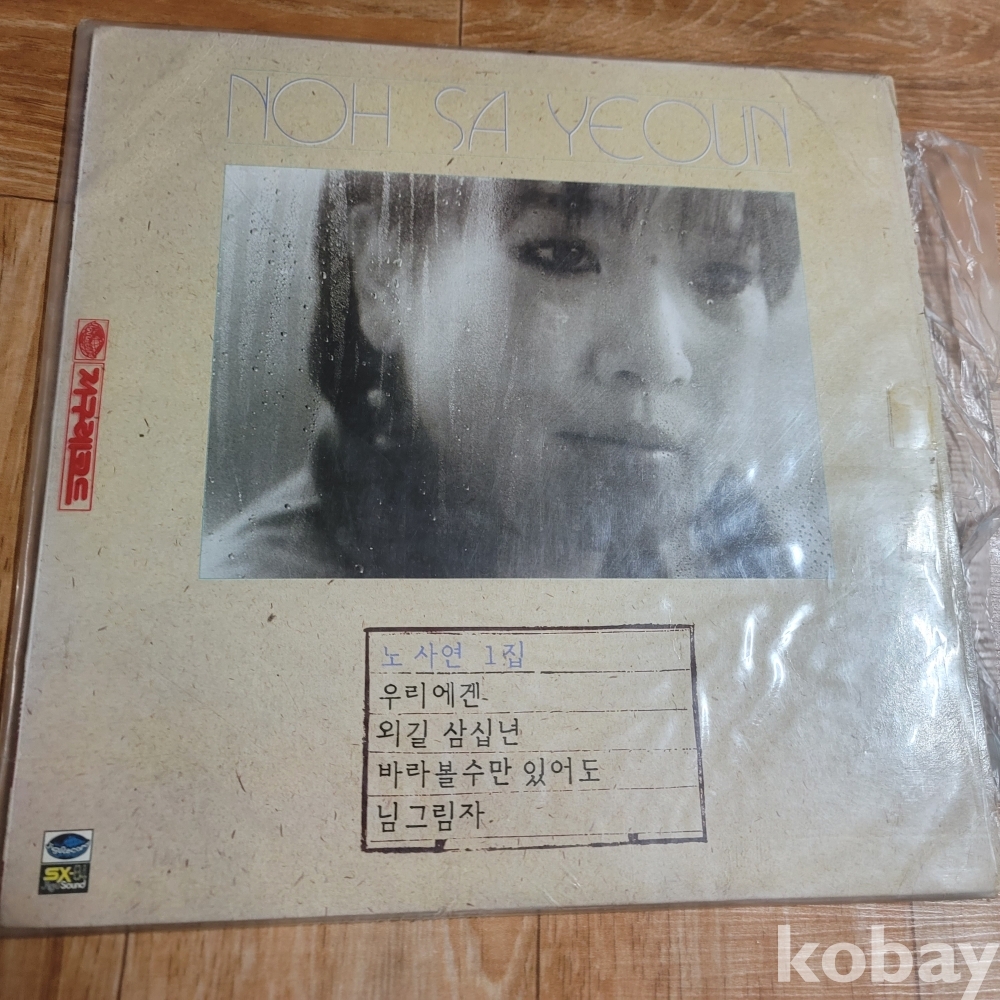 NOH SA YEOUN
지구레코드
노 사연 1집
우리에겐
외길 삼십년
바라볼수만 있어도
님그림자
SX-
Sound
kobay